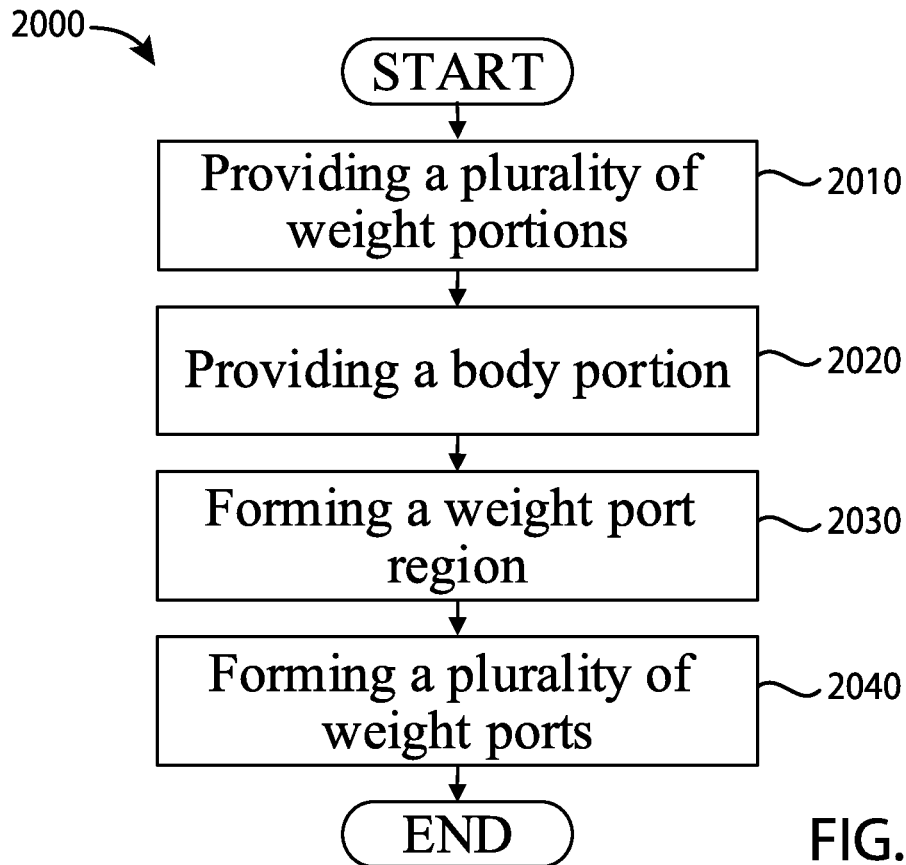 2000
START
Providing a plurality of
weight portions
2010
Providing a body portion
2020
Forming a weight port
region
2030
Forming a plurality of
weight ports
2040
END
FIG.